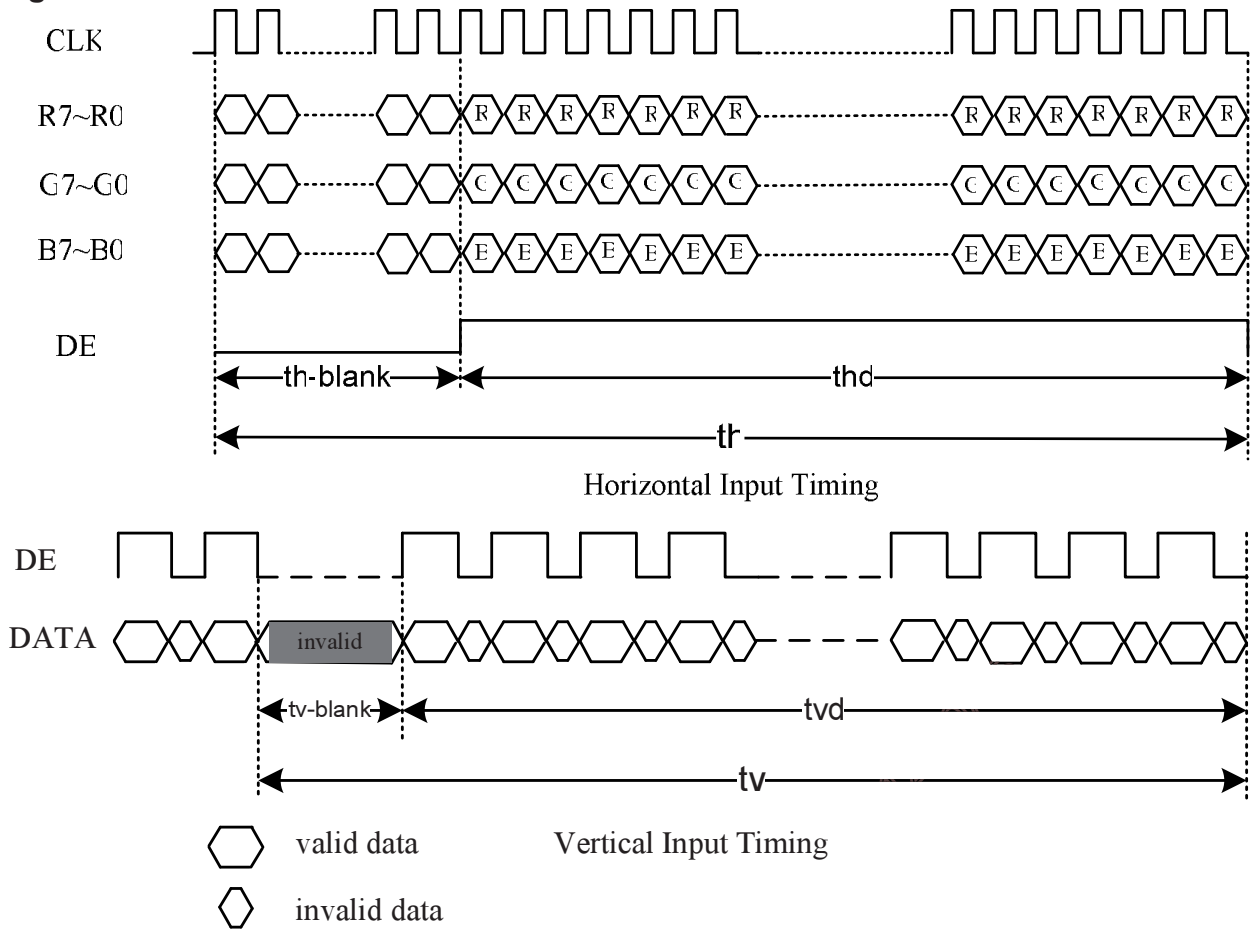 CLK
R7~R0
R R R R R R R R R R R R R R
G7~G0
G G G G G G G G G G G G G G
B7~B0
E E E E E E E E E E E E E E
DE
th-blank thd
th
Horizontal Input Timing
DE
DATA invalid
tv-blank tvd
tv
valid data Vertical Input Timing
invalid data